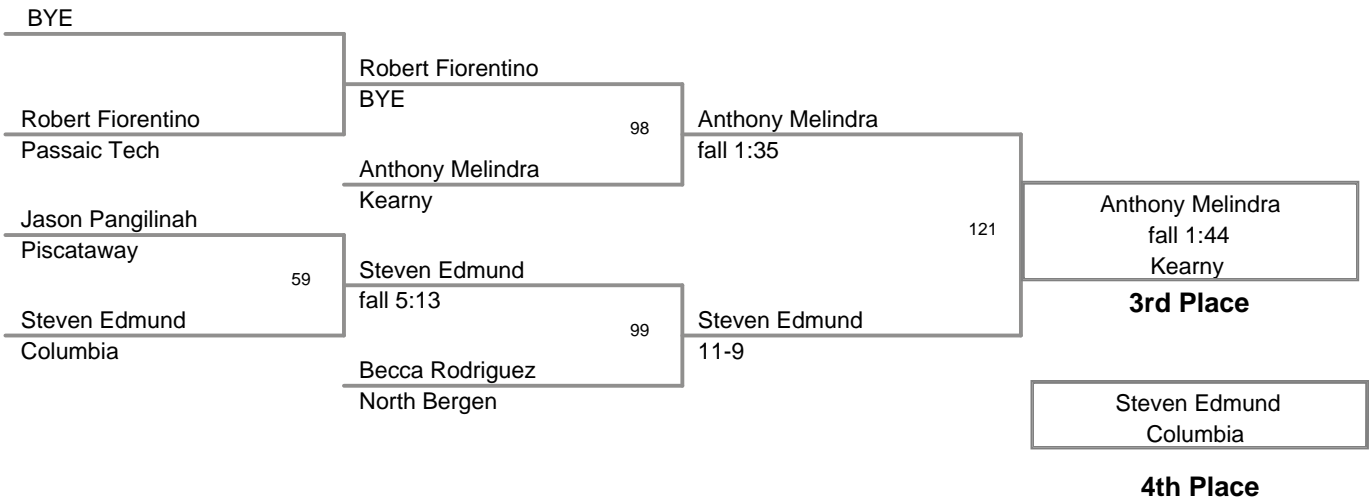 BYE
Robert Fiorentino
BYE
Robert Fiorentino
Passaic Tech
98
Anthony Melindra
fall 1:35
Anthony Melindra
Kearny
Jason Pangilinah
Piscataway
59
Steven Edmund
fall 5:13
Steven Edmund
Columbia
99
Steven Edmund
11-9
Becca Rodriguez
North Bergen
121
Anthony Melindra
fall 1:44
Kearny
3rd Place
Steven Edmund
Columbia
4th Place